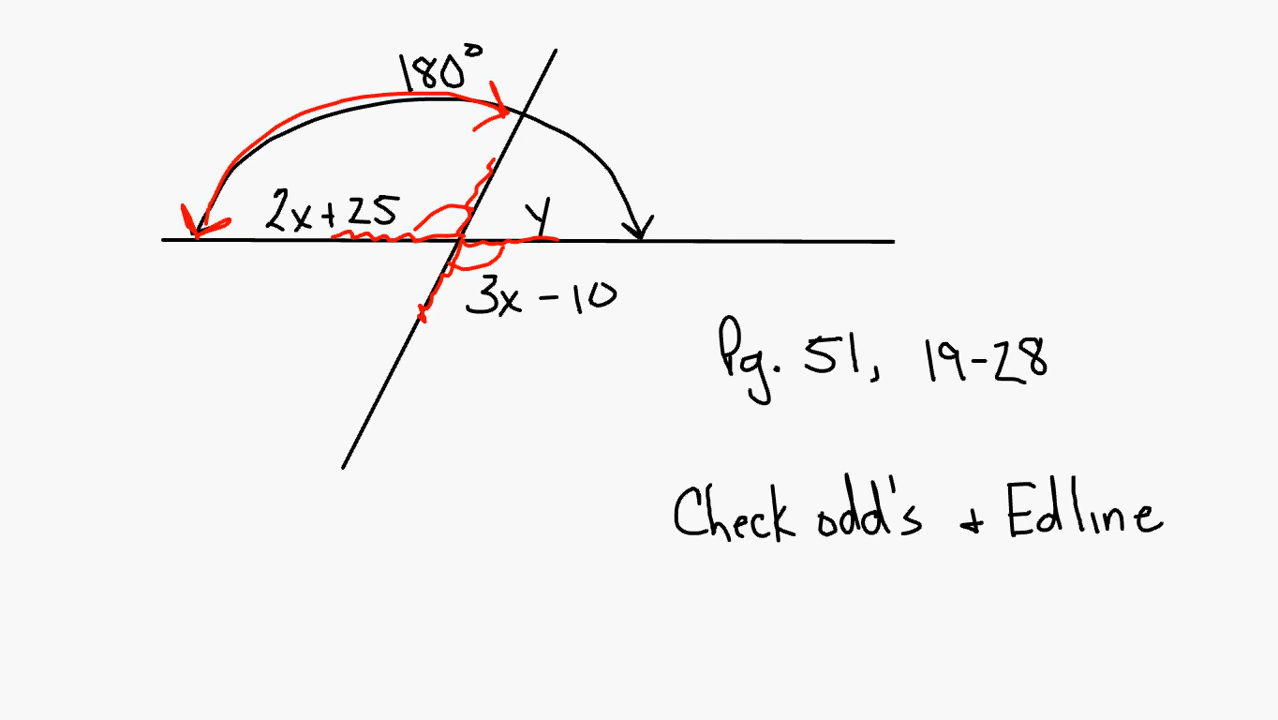 180°
2x+25
y
3x-10
Pg. 51, 19-28
Check odd's + Edline